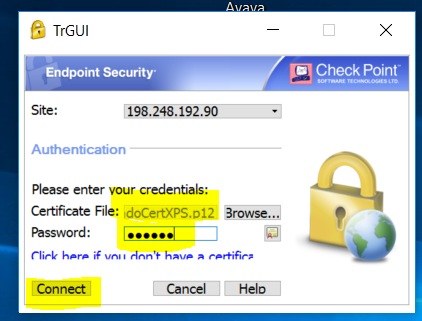 Avaya
TrGUI
Endpoint Security
Check Point
SOFTWARE TECHNOLOGIES LTD.
Site: 198.248.192.90
Authentication
Please enter your credentials:
Certificate File: doCertXPS.p12 Browse...
Password: ●●●●●●
Click here if you don't have a certifica
Connect Cancel Help